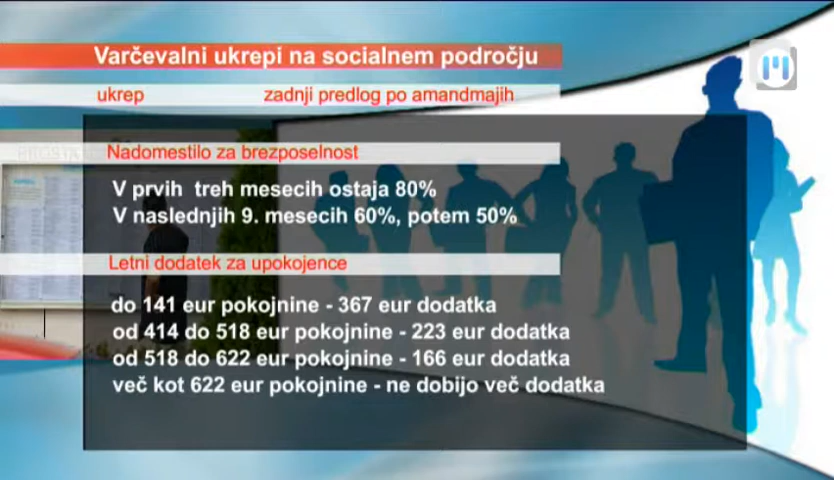 Varčevalni ukrepi na socialnem področju
ukrep zadnji predlog po amandmajih
Nadomestilo za brezposelnost
V prvih treh mesecih ostaja 80%
V naslednjih 9. mesecih 60%, potem 50%
Letni dodatek za upokojence
do 141 eur pokojnine - 367 eur dodatka
od 414 do 518 eur pokojnine - 223 eur dodatka
od 518 do 622 eur pokojnine - 166 eur dodatka
več kot 622 eur pokojnine - ne dobijo več dodatka